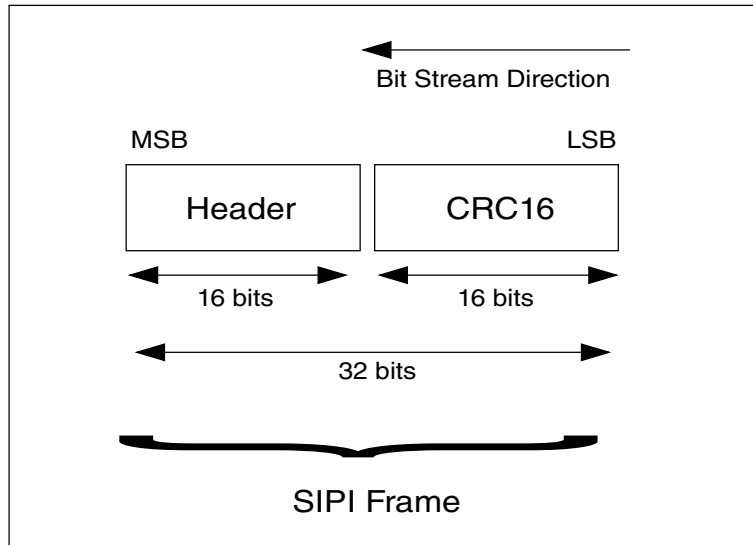 Bit Stream Direction
MSB
LSB
Header
CRC16
16 bits
16 bits
32 bits
SIPI Frame